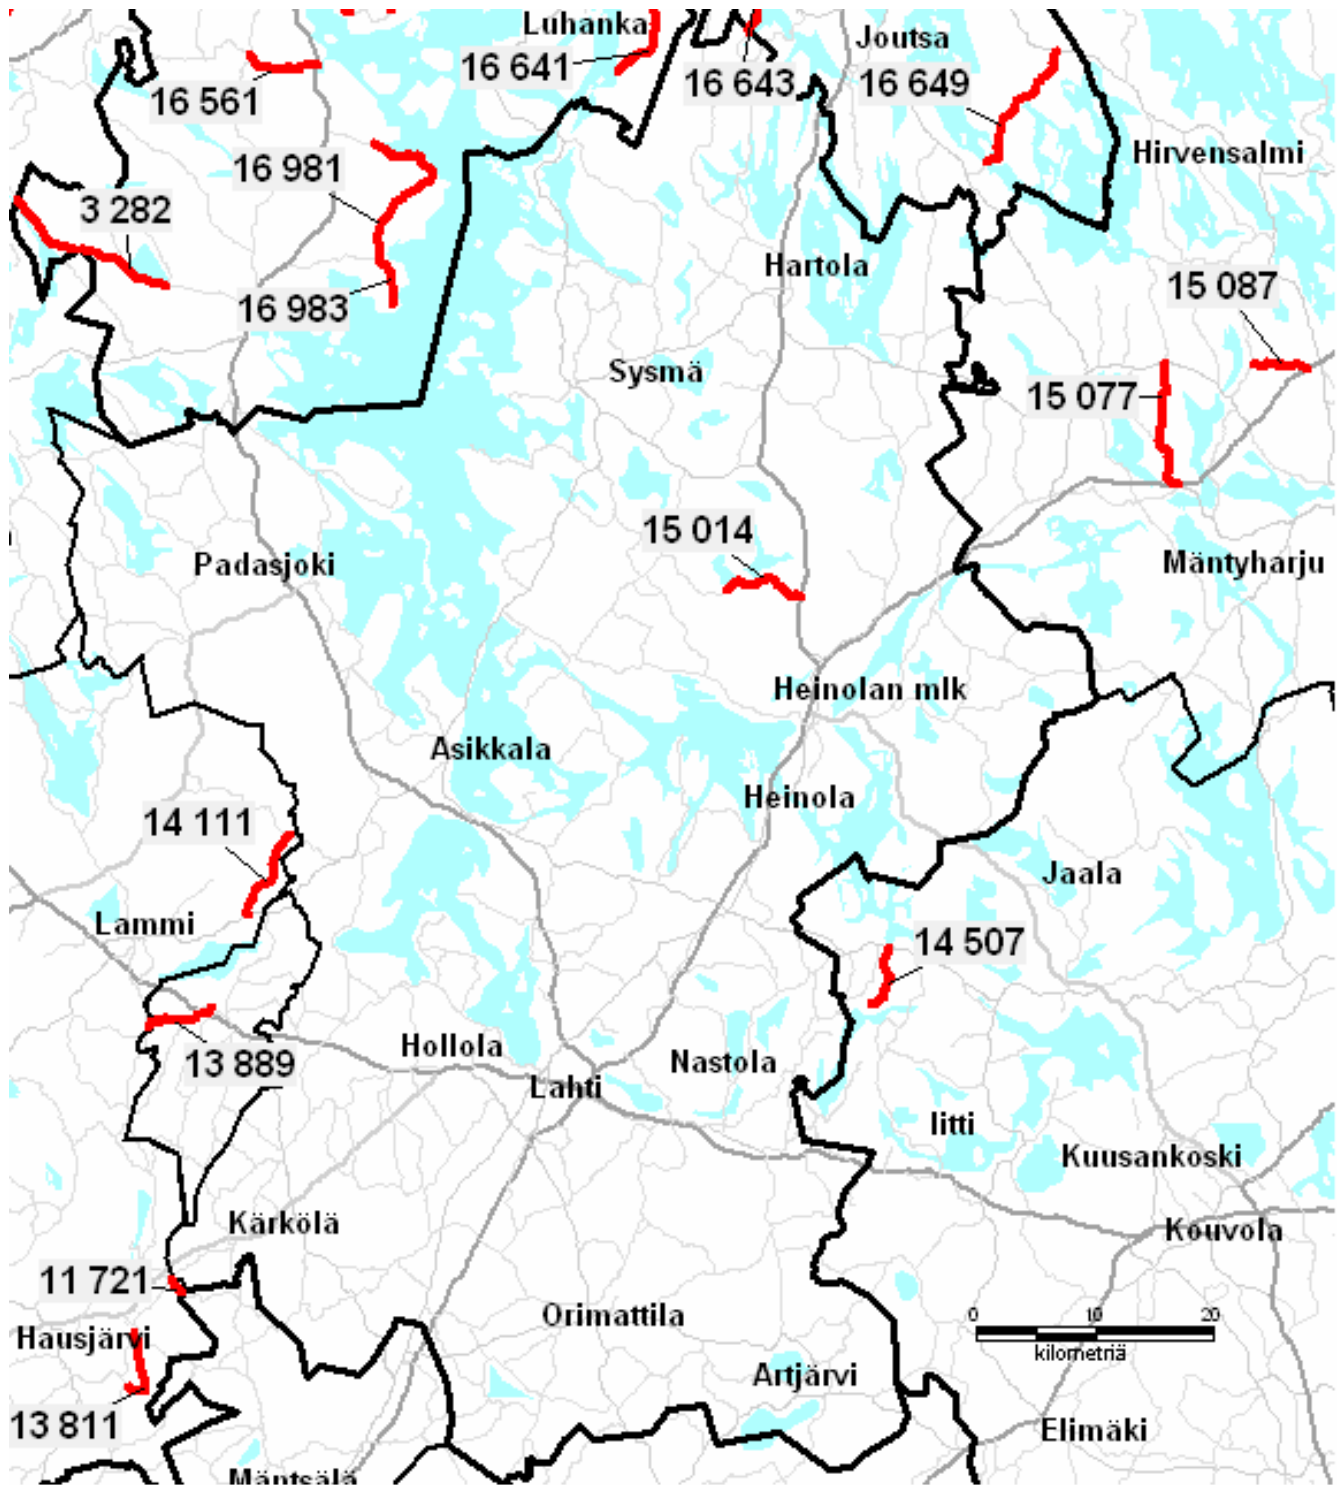 Luhanka
Joutsa
16 641
16 643
16 649
16 561
Hirvensalmi
16 981
3 282
Hartola
15 087
16 983
Sysmä
15 077
15 014
Padasjoki
Mäntyharju
Heinolan mlk
Asikkala
Heinola
14 111
Jaala
Lammi
14 507
Hollola
Nastola
13 889
Lahti
Iitti
Kuusankoski
Kärkölä
Kouvola
11 721
Orimattila
0 10 20
kilometriä
Hausjärvi
Artjärvi
13 811
Elimäki
Mäntsälä